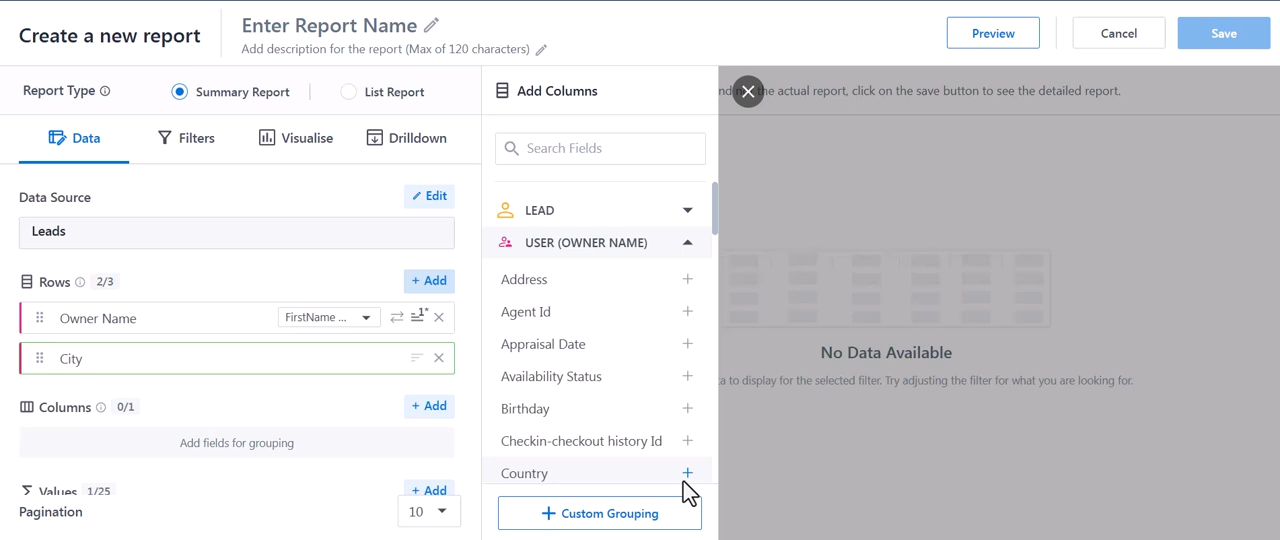 Create a new report
Enter Report Name
Add description for the report (Max of 120 characters)
Preview
Cancel
Save
Report Type
Summary Report
List Report
Data
Filters
Visualise
Drilldown
Data Source
Edit
Leads
Rows 2/3
+ Add
Owner Name
FirstName ...
1*
City
Columns 0/1
+ Add
Add fields for grouping
Values 1/25
+ Add
Pagination
10
Add Columns
Search Fields
LEAD
USER (OWNER NAME)
Address
Agent Id
Appraisal Date
Availability Status
Birthday
Checkin-checkout history Id
Country
+ Custom Grouping
the actual report, click on the save button to see the detailed report.
No Data Available
to display for the selected filter. Try adjusting the filter for what you are looking for.